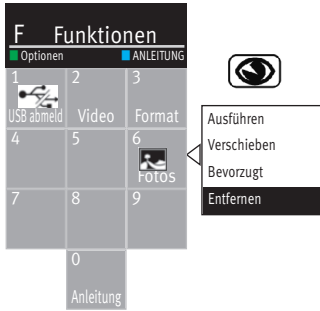 F Funktionen
Optionen ANLEITUNG
1 2 3
USB abmeld Video Format
4 5 6
Fotos
7 8 9
0
Anleitung
Ausführen
Verschieben
Bevorzugt
Entfernen